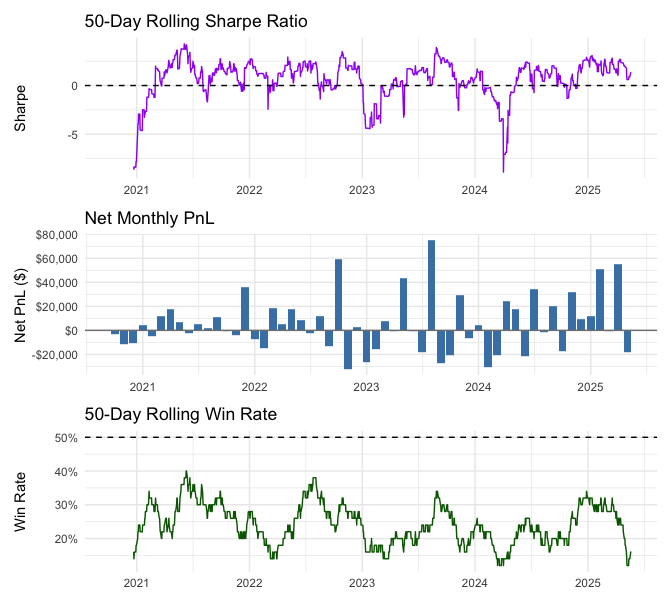 50-Day Rolling Sharpe Ratio
Sharpe
0
-5
2021 2022 2023 2024 2025
Net Monthly PnL
Net PnL ($)
$80,000
$60,000
$40,000
$20,000
$0
-$20,000
2021 2022 2023 2024 2025
50-Day Rolling Win Rate
Win Rate
50%
40%
30%
20%
2021 2022 2023 2024 2025